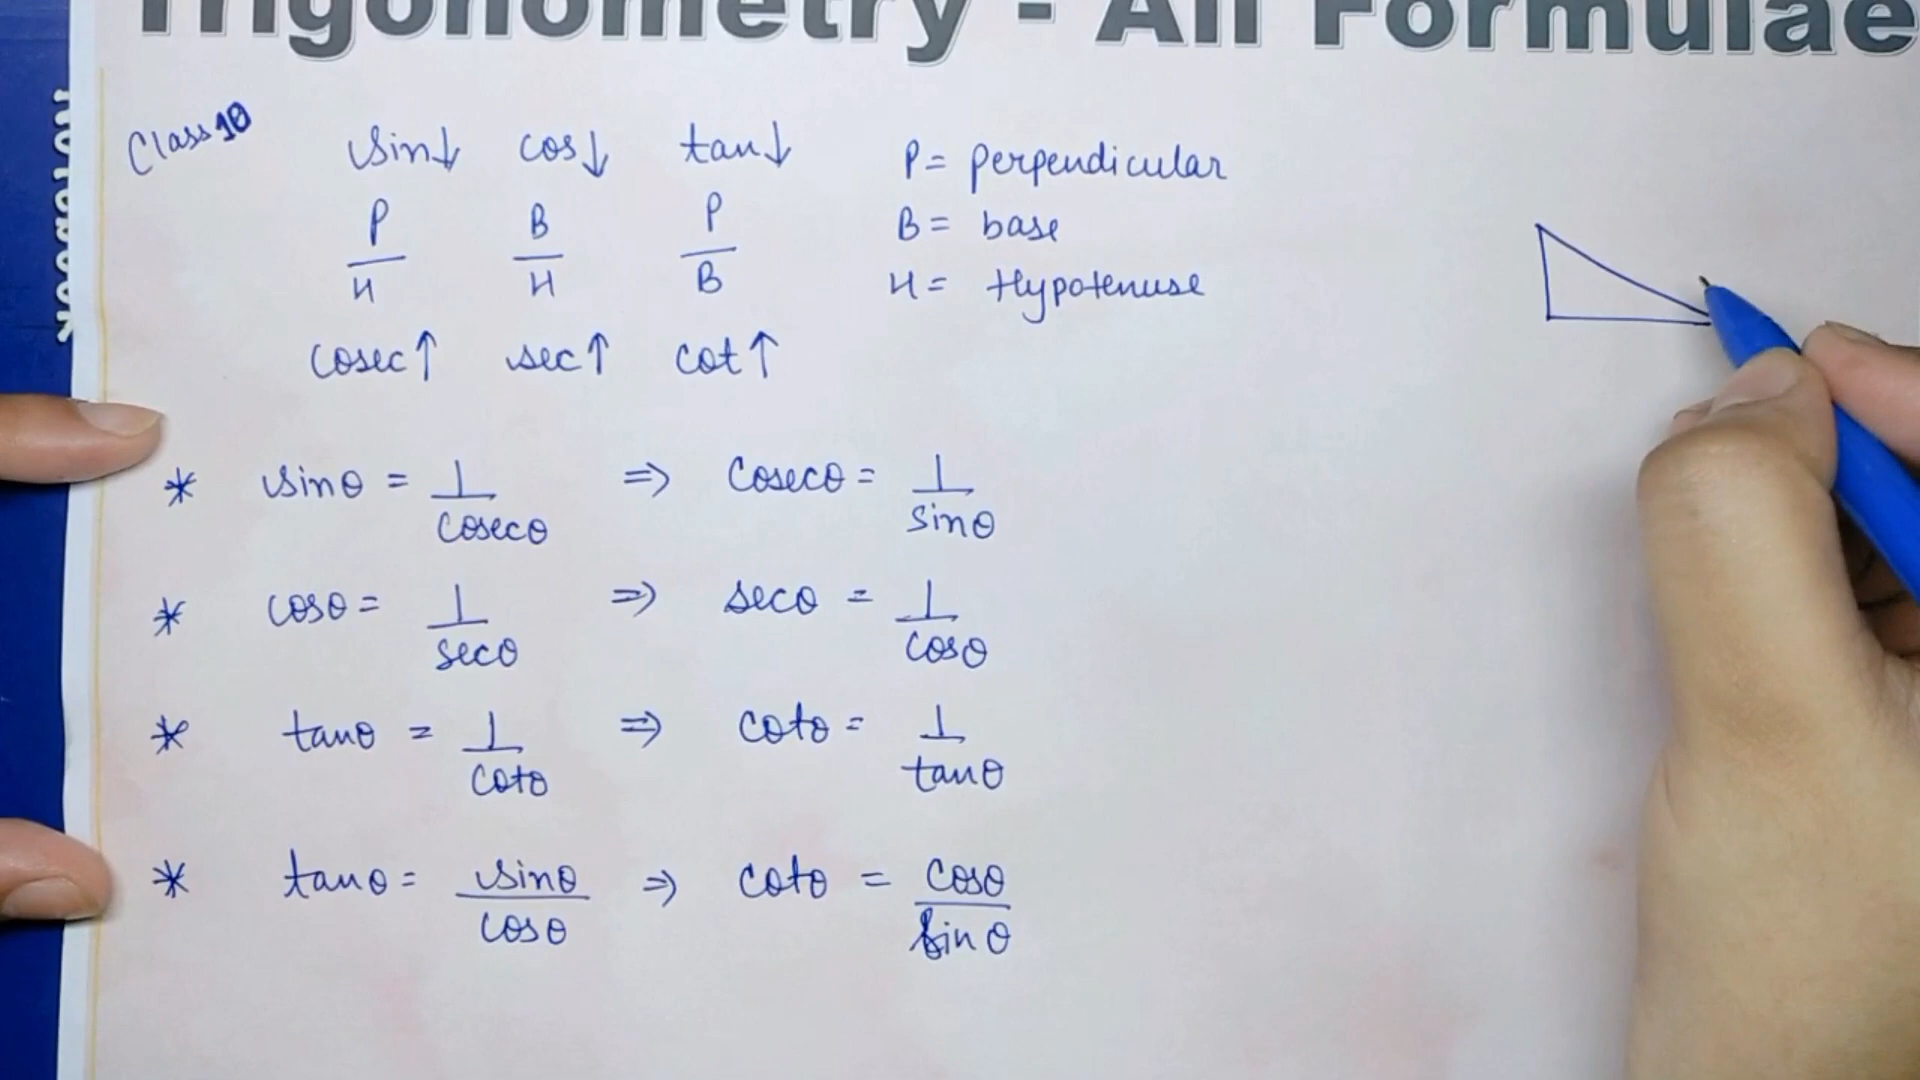 Trigonometry - All Formulae
Notebook
Class 10
sin↓ cos↓ tan↓
P/H B/H P/B
cosec↑ sec↑ cot↑
P = perpendicular
B = base
H = Hypotenuse
* sinθ = 1/cosecθ ⇒ cosecθ = 1/sinθ
* cosθ = 1/secθ ⇒ secθ = 1/cosθ
* tanθ = 1/cotθ ⇒ cotθ = 1/tanθ
* tanθ = sinθ/cosθ ⇒ cotθ = cosθ/sinθ